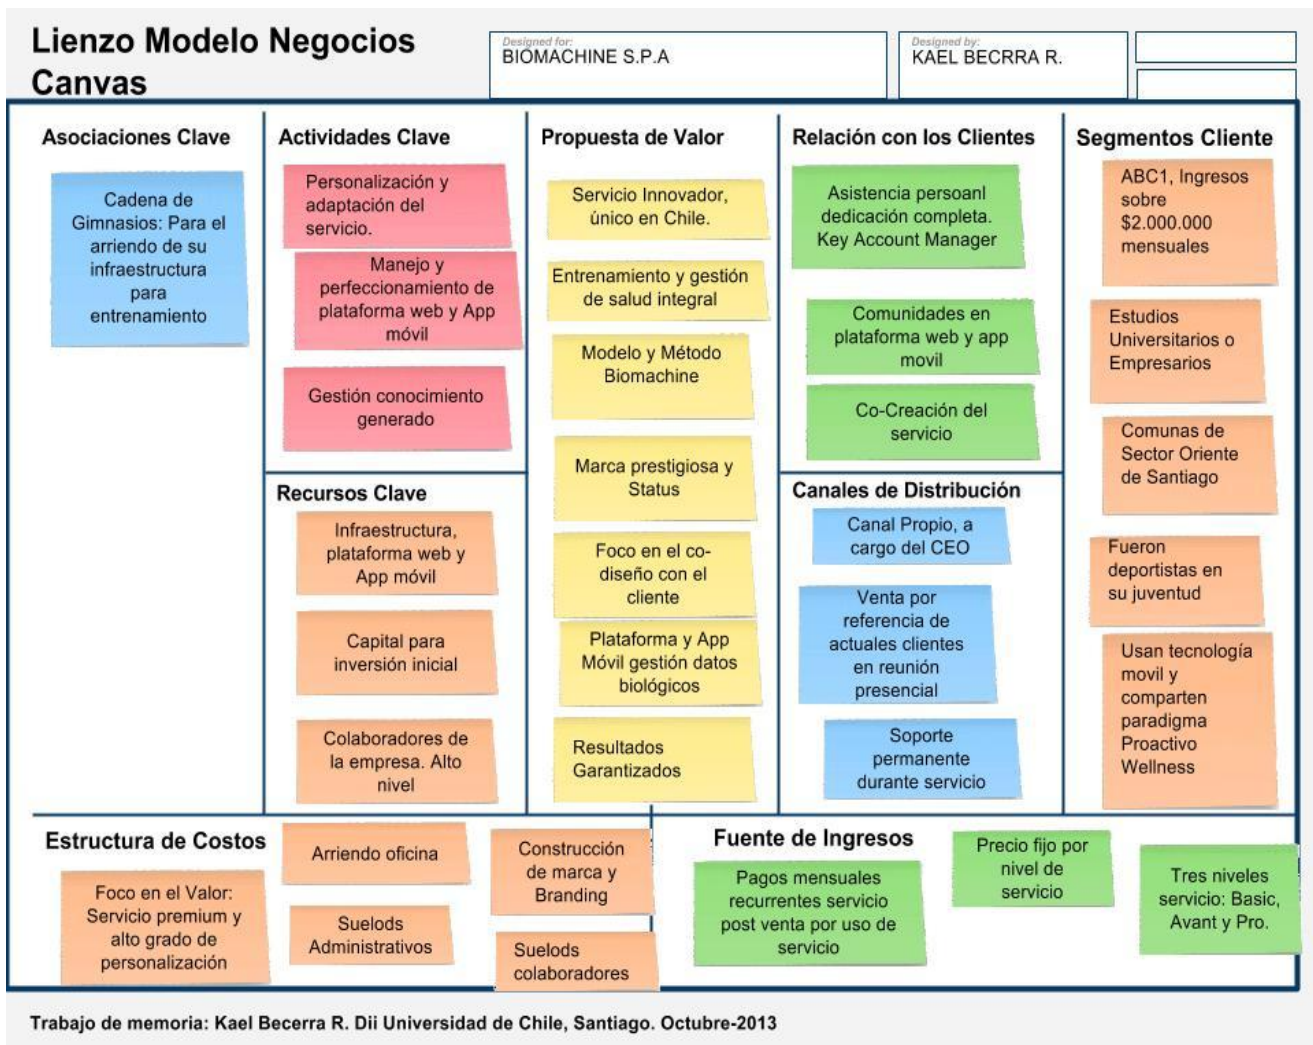 Lienzo Modelo Negocios
Canvas
Designed for:
BIOMACHINE S.P.A
Designed by:
KAEL BECRRA R.
Asociaciones Clave
Cadena de
Gimnasios: Para el
arriendo de su
infraestructura
para
entrenamiento
Actividades Clave
Personalización y
adaptación del
servicio.
Manejo y
perfeccionamiento de
plataforma web y App
móvil
Gestión conocimiento
generado
Recursos Clave
Infraestructura,
plataforma web y
App móvil
Capital para
inversión inicial
Colaboradores de
la empresa. Alto
nivel
Propuesta de Valor
Servicio Innovador,
único en Chile.
Entrenamiento y gestión
de salud integral
Modelo y Método
Biomachine
Marca prestigiosa y
Status
Foco en el co-
diseño con el
cliente
Plataforma y App
Móvil gestión datos
biológicos
Resultados
Garantizados
Relación con los Clientes
Asistencia persoanl
dedicación completa.
Key Account Manager
Comunidades en
plataforma web y app
movil
Co-Creación del
servicio
Canales de Distribución
Canal Propio, a
cargo del CEO
Venta por
referencia de
actuales clientes
en reunión
presencial
Soporte
permanente
durante servicio
Segmentos Cliente
ABC1, Ingresos
sobre
$2.000.000
mensuales
Estudios
Universitarios o
Empresarios
Comunas de
Sector Oriente
de Santiago
Fueron
deportistas en
su juventud
Usan tecnología
movil y
comparten
paradigma
Proactivo
Wellness
Estructura de Costos
Foco en el Valor:
Servicio premium y
alto grado de
personalización
Arriendo oficina
Suelods
Administrativos
Construcción
de marca y
Branding
Suelods
colaboradores
Fuente de Ingresos
Pagos mensuales
recurrentes servicio
post venta por uso de
servicio
Precio fijo por
nivel de
servicio
Tres niveles
servicio: Basic,
Avant y Pro.
Trabajo de memoria: Kael Becerra R. Dii Universidad de Chile, Santiago. Octubre-2013